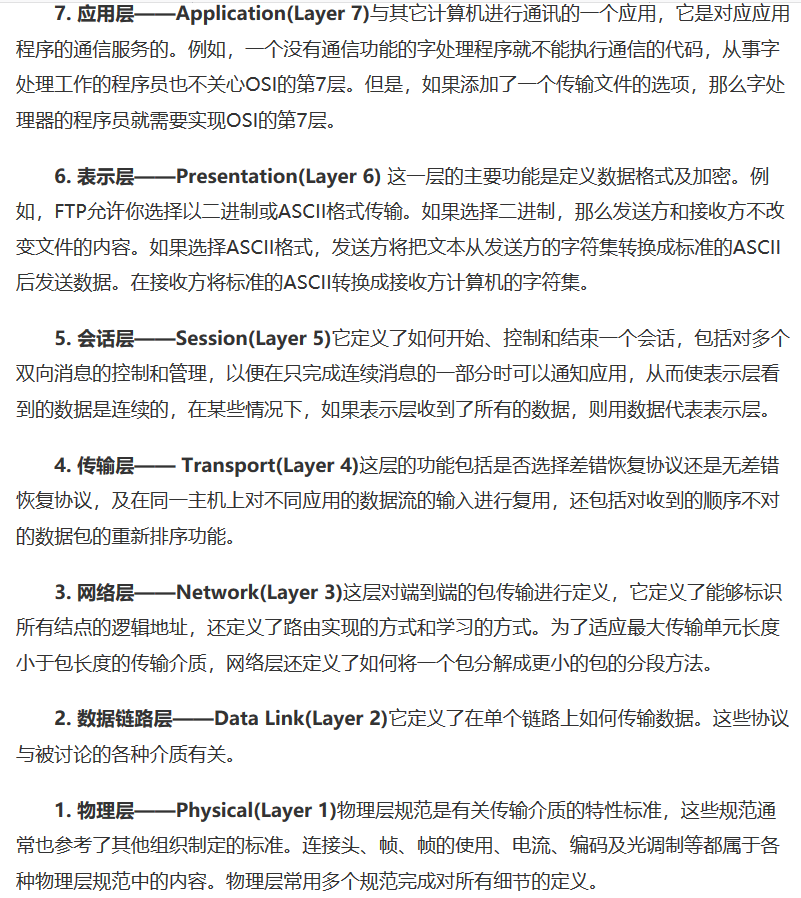 7. 应用层——Application(Layer 7)与其它计算机进行通讯的一个应用，它是对应应用
程序的通信服务的。例如，一个没有通信功能的字处理程序就不能执行通信的代码，从事字
处理工作的程序员也不关心OSI的第7层。但是，如果添加了一个传输文件的选项，那么字处
理器的程序员就需要实现OSI的第7层。
6. 表示层——Presentation(Layer 6) 这一层的主要功能是定义数据格式及加密。例
如，FTP允许你选择以二进制或ASCII格式传输。如果选择二进制，那么发送方和接收方不改
变文件的内容。如果选择ASCII格式，发送方将把文本从发送方的字符集转换成标准的ASCII
后发送数据。在接收方将标准的ASCII转换成接收方计算机的字符集。
5. 会话层——Session(Layer 5)它定义了如何开始、控制和结束一个会话，包括对多个
双向消息的控制和管理，以便在只完成连续消息的一部分时可以通知应用，从而使表示层看
到的数据是连续的，在某些情况下，如果表示层收到了所有的数据，则用数据代表表示层。
4. 传输层—— Transport(Layer 4)这层的功能包括是否选择差错恢复协议还是无差错
恢复协议，及在同一主机上对不同应用的数据流的输入进行复用，还包括对收到的顺序不对
的数据包的重新排序功能。
3. 网络层——Network(Layer 3)这层对端到端的包传输进行定义，它定义了能够标识
所有结点的逻辑地址，还定义了路由实现的方式和学习的方式。为了适应最大传输单元长度
小于包长度的传输介质，网络层还定义了如何将一个包分解成更小的包的分段方法。
2. 数据链路层——Data Link(Layer 2)它定义了在单个链路上如何传输数据。这些协议
与被讨论的各种介质有关。
1. 物理层——Physical(Layer 1)物理层规范是有关传输介质的特性标准，这些规范通
常也参考了其他组织制定的标准。连接头、帧、帧的使用、电流、编码及光调制等都属于各
种物理层规范中的内容。物理层常用多个规范完成对所有细节的定义。